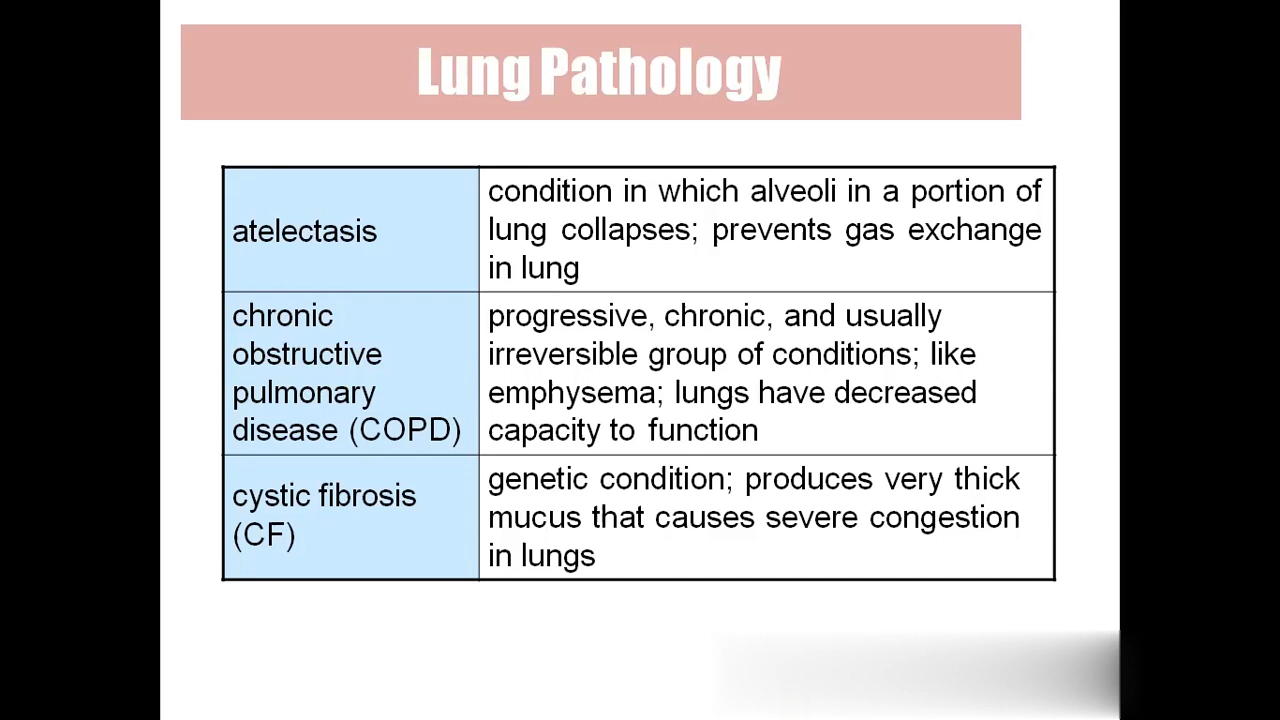 Lung Pathology
atelectasis
condition in which alveoli in a portion of
lung collapses; prevents gas exchange
in lung
chronic
obstructive
pulmonary
disease (COPD)
progressive, chronic, and usually
irreversible group of conditions; like
emphysema; lungs have decreased
capacity to function
cystic fibrosis
(CF)
genetic condition; produces very thick
mucus that causes severe congestion
in lungs